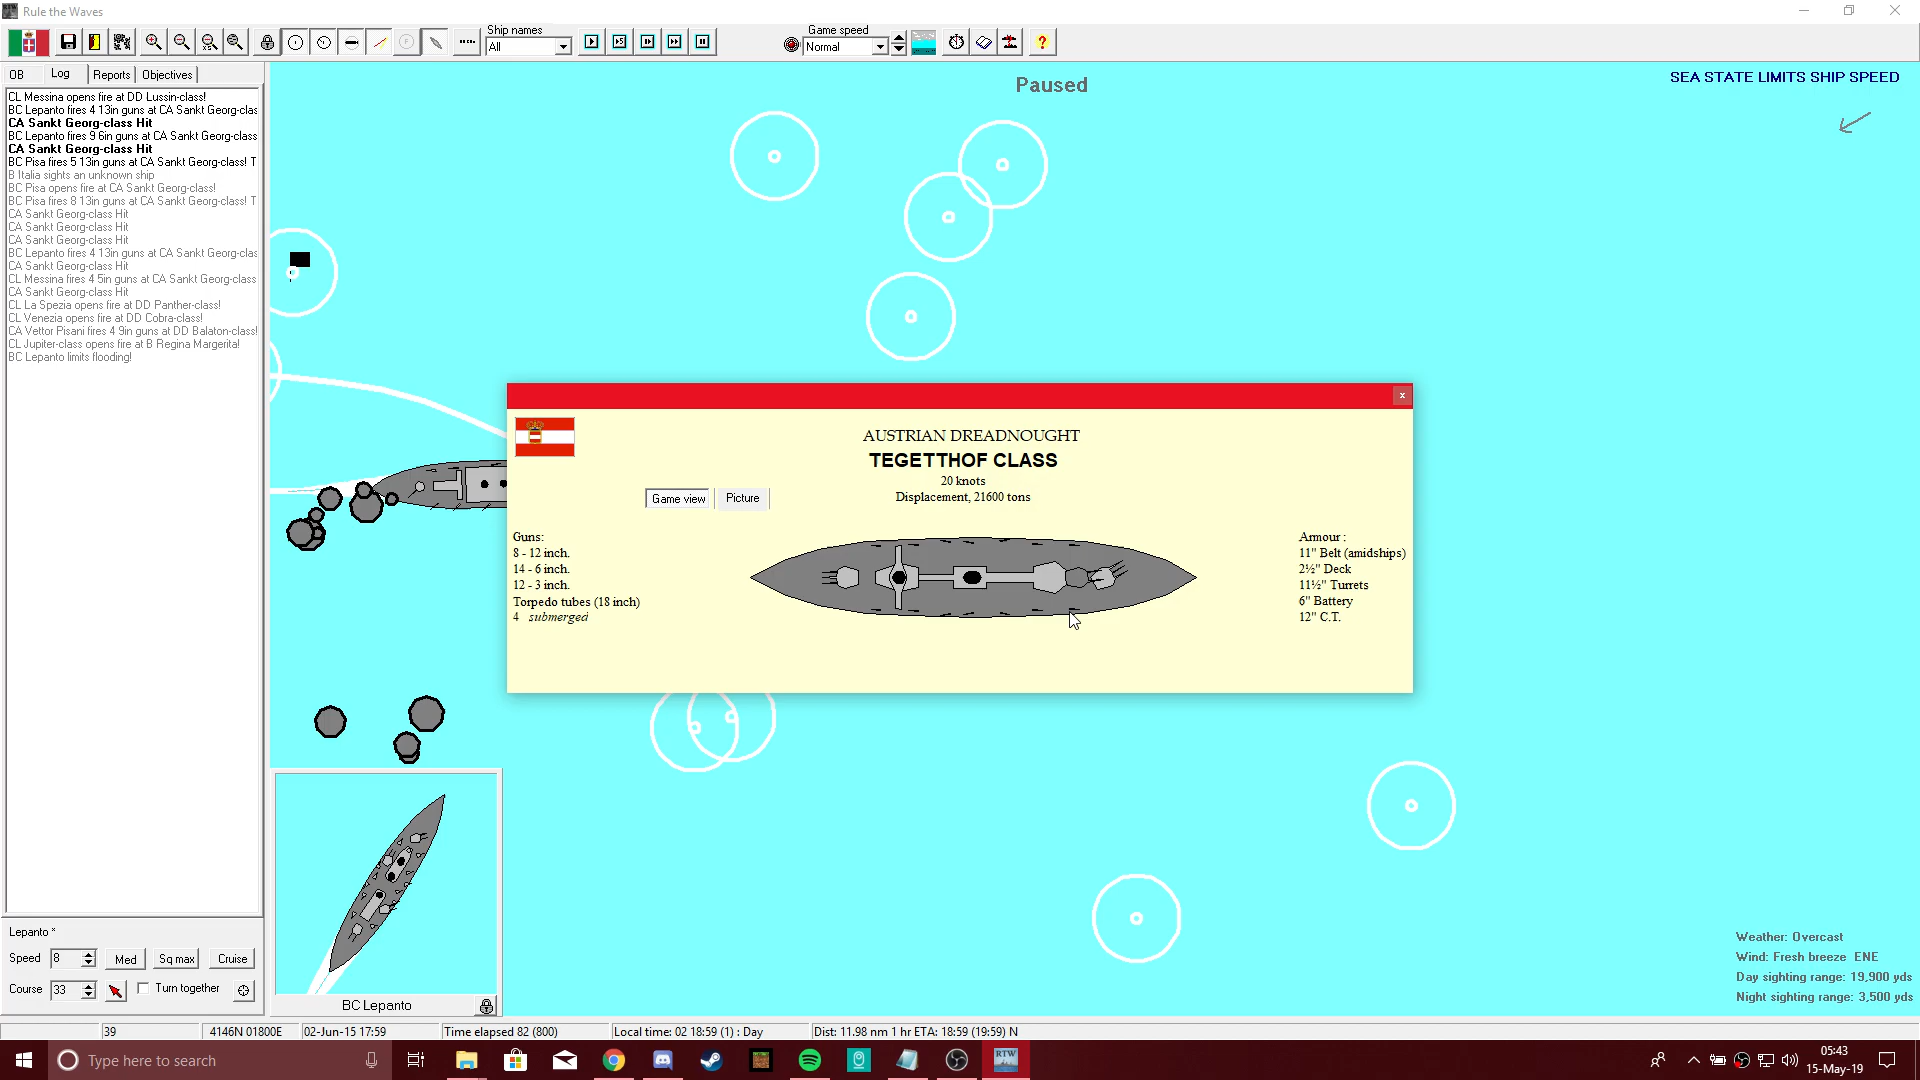 Rule the Waves
Ship names
All
Game speed
Normal
OB
Log
Reports
Objectives
CL Messina opens fire at DD Lussin-class!
BC Lepanto fires 4 13in guns at CA Sankt Georg-clas
CA Sankt Georg-class Hit
BC Lepanto fires 9 6in guns at CA Sankt Georg-class
CA Sankt Georg-class Hit
BC Pisa fires 5 13in guns at CA Sankt Georg-class! T
B Italia sights an unknown ship
BC Pisa opens fire at CA Sankt Georg-class!
BC Pisa fires 8 13in guns at CA Sankt Georg-class! T
CA Sankt Georg-class Hit
CA Sankt Georg-class Hit
CA Sankt Georg-class Hit
BC Lepanto fires 4 13in guns at CA Sankt Georg-clas
CA Sankt Georg-class Hit
CL Messina fires 4 5in guns at CA Sankt Georg-class
CA Sankt Georg-class Hit
CL La Spezia opens fire at DD Panther-class!
CL Venezia opens fire at DD Cobra-class!
CA Vettor Pisani fires 4 9in guns at DD Balaton-class!
CL Jupiter-class opens fire at B Regina Margerita!
BC Lepanto limits flooding!
Paused
SEA STATE LIMITS SHIP SPEED
AUSTRIAN DREADNOUGHT
TEGETTHOF CLASS
20 knots
Displacement, 21600 tons
Game view
Picture
Guns:
8 - 12 inch.
14 - 6 inch.
12 - 3 inch.
Torpedo tubes (18 inch)
4 submerged
Armour :
11" Belt (amidships)
2½" Deck
11½" Turrets
6" Battery
12" C.T.
Lepanto *
Speed 8 Med Sq max Cruise
Course 33 Turn together
BC Lepanto
Weather: Overcast
Wind: Fresh breeze ENE
Day sighting range: 19,900 yds
Night sighting range: 3,500 yds
39
4146N 01800E
02-Jun-15 17:59
Time elapsed 82 (800)
Local time: 02 18:59 (1) : Day
Dist: 11.98 nm 1 hr ETA: 18:59 (19:59) N
Type here to search
RTW
05:43
15-May-19